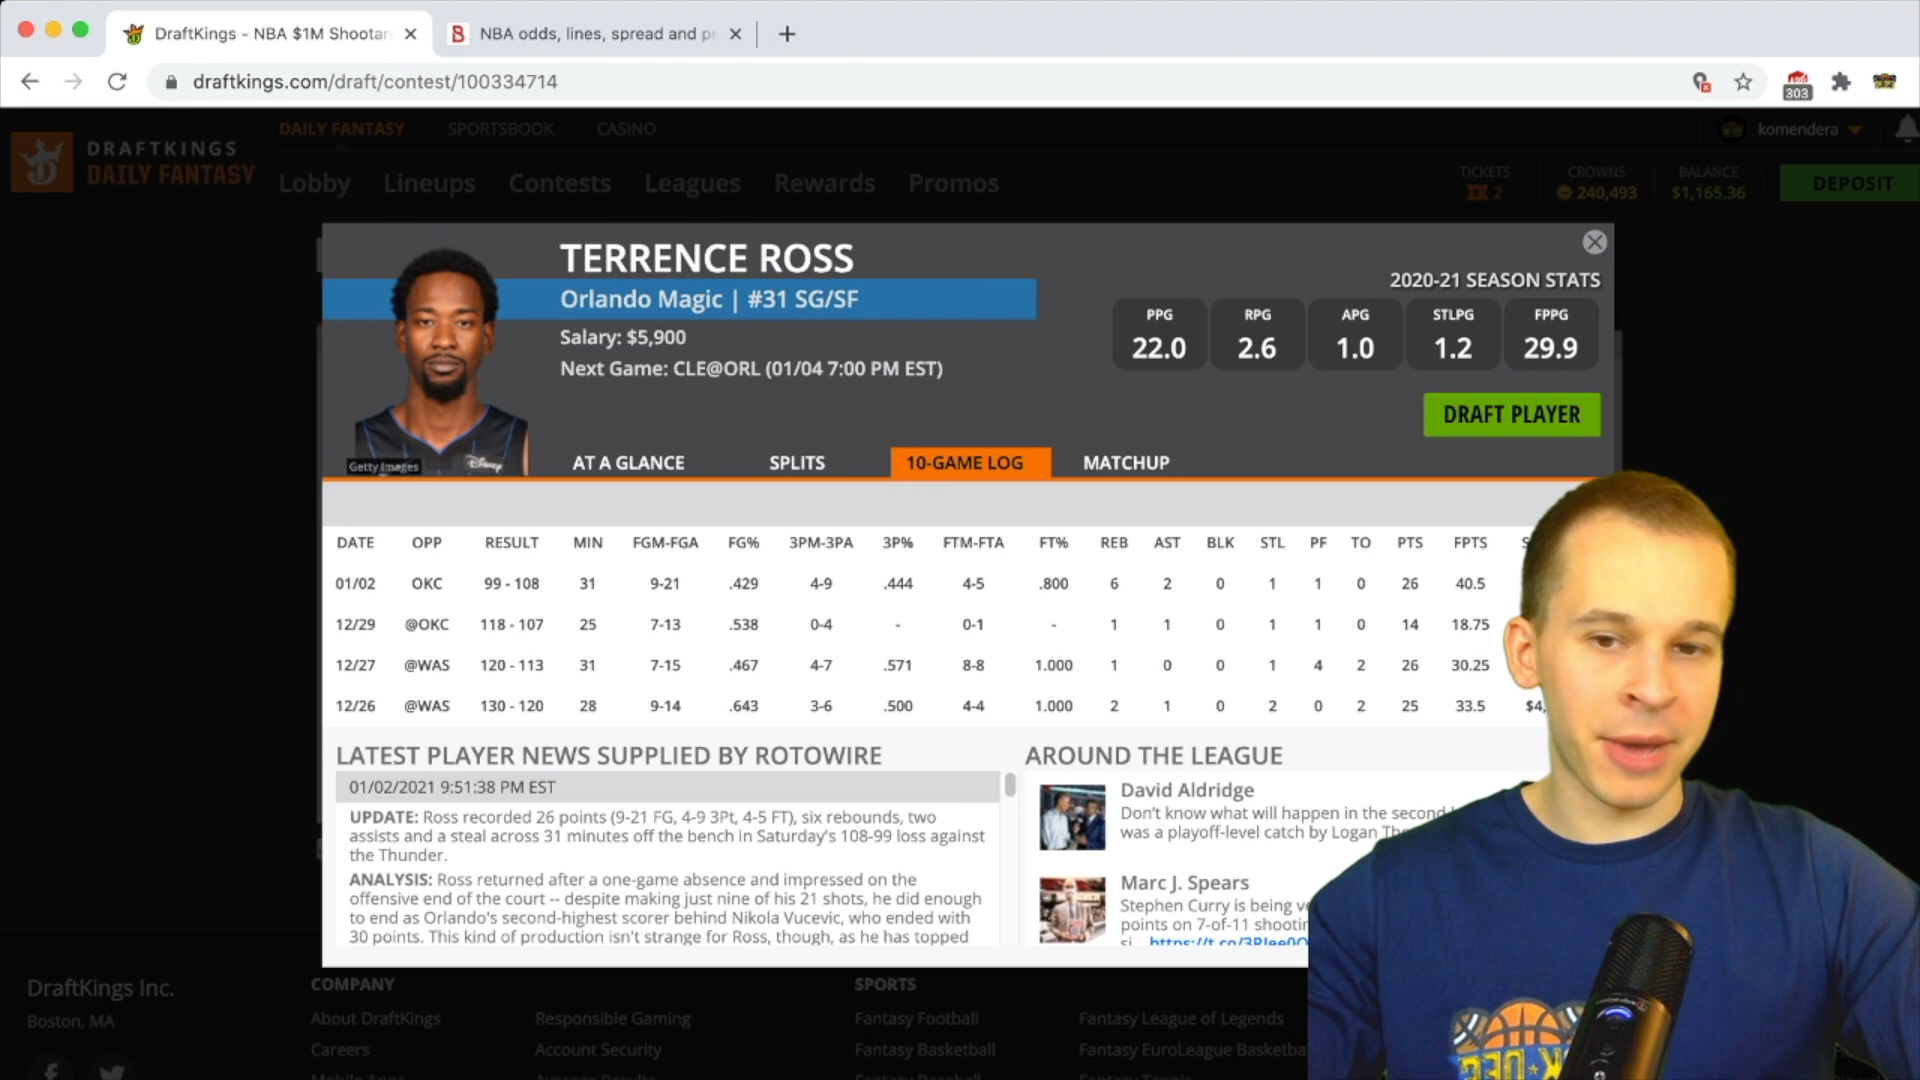 DraftKings - NBA $1M Shootar
NBA odds, lines, spread and pr
draftkings.com/draft/contest/100334714
303
DAILY FANTASY SPORTSBOOK CASINO
komendera
DRAFTKINGS
DAILY FANTASY
Lobby Lineups Contests Leagues Rewards Promos
TICKETS CROWNS BALANCE
2 240,493 $1,165.36
DEPOSIT
TERRENCE ROSS
Orlando Magic | #31 SG/SF
Salary: $5,900
Next Game: CLE@ORL (01/04 7:00 PM EST)
2020-21 SEASON STATS
PPG RPG APG STLPG FPPG
22.0 2.6 1.0 1.2 29.9
DRAFT PLAYER
Getty Images
AT A GLANCE SPLITS 10-GAME LOG MATCHUP
DATE OPP RESULT MIN FGM-FGA FG% 3PM-3PA 3P% FTM-FTA FT% REB AST BLK STL PF TO PTS FPTS
01/02 OKC 99 - 108 31 9-21 .429 4-9 .444 4-5 .800 6 2 0 1 1 0 26 40.5
12/29 @OKC 118 - 107 25 7-13 .538 0-4 - 0-1 - 1 1 0 1 1 0 14 18.75
12/27 @WAS 120 - 113 31 7-15 .467 4-7 .571 8-8 1.000 1 0 0 1 4 2 26 30.25
12/26 @WAS 130 - 120 28 9-14 .643 3-6 .500 4-4 1.000 2 1 0 2 0 2 25 33.5 $4,
LATEST PLAYER NEWS SUPPLIED BY ROTOWIRE
01/02/2021 9:51:38 PM EST
UPDATE: Ross recorded 26 points (9-21 FG, 4-9 3Pt, 4-5 FT), six rebounds, two
assists and a steal across 31 minutes off the bench in Saturday's 108-99 loss against
the Thunder.
ANALYSIS: Ross returned after a one-game absence and impressed on the
offensive end of the court -- despite making just nine of his 21 shots, he did enough
to end as Orlando's second-highest scorer behind Nikola Vucevic, who ended with
30 points. This kind of production isn't strange for Ross, though, as he has topped
AROUND THE LEAGUE
David Aldridge
Don't know what will happen in the second
was a playoff-level catch by Logan
Marc J. Spears
Stephen Curry is being
points on 7-of-11
DraftKings Inc.
Boston, MA
COMPANY
About DraftKings
Careers
Responsible Gaming
Account Security
SPORTS
Fantasy Football
Fantasy Basketball
Fantasy League of Legends
Fantasy EuroLeague Basketba